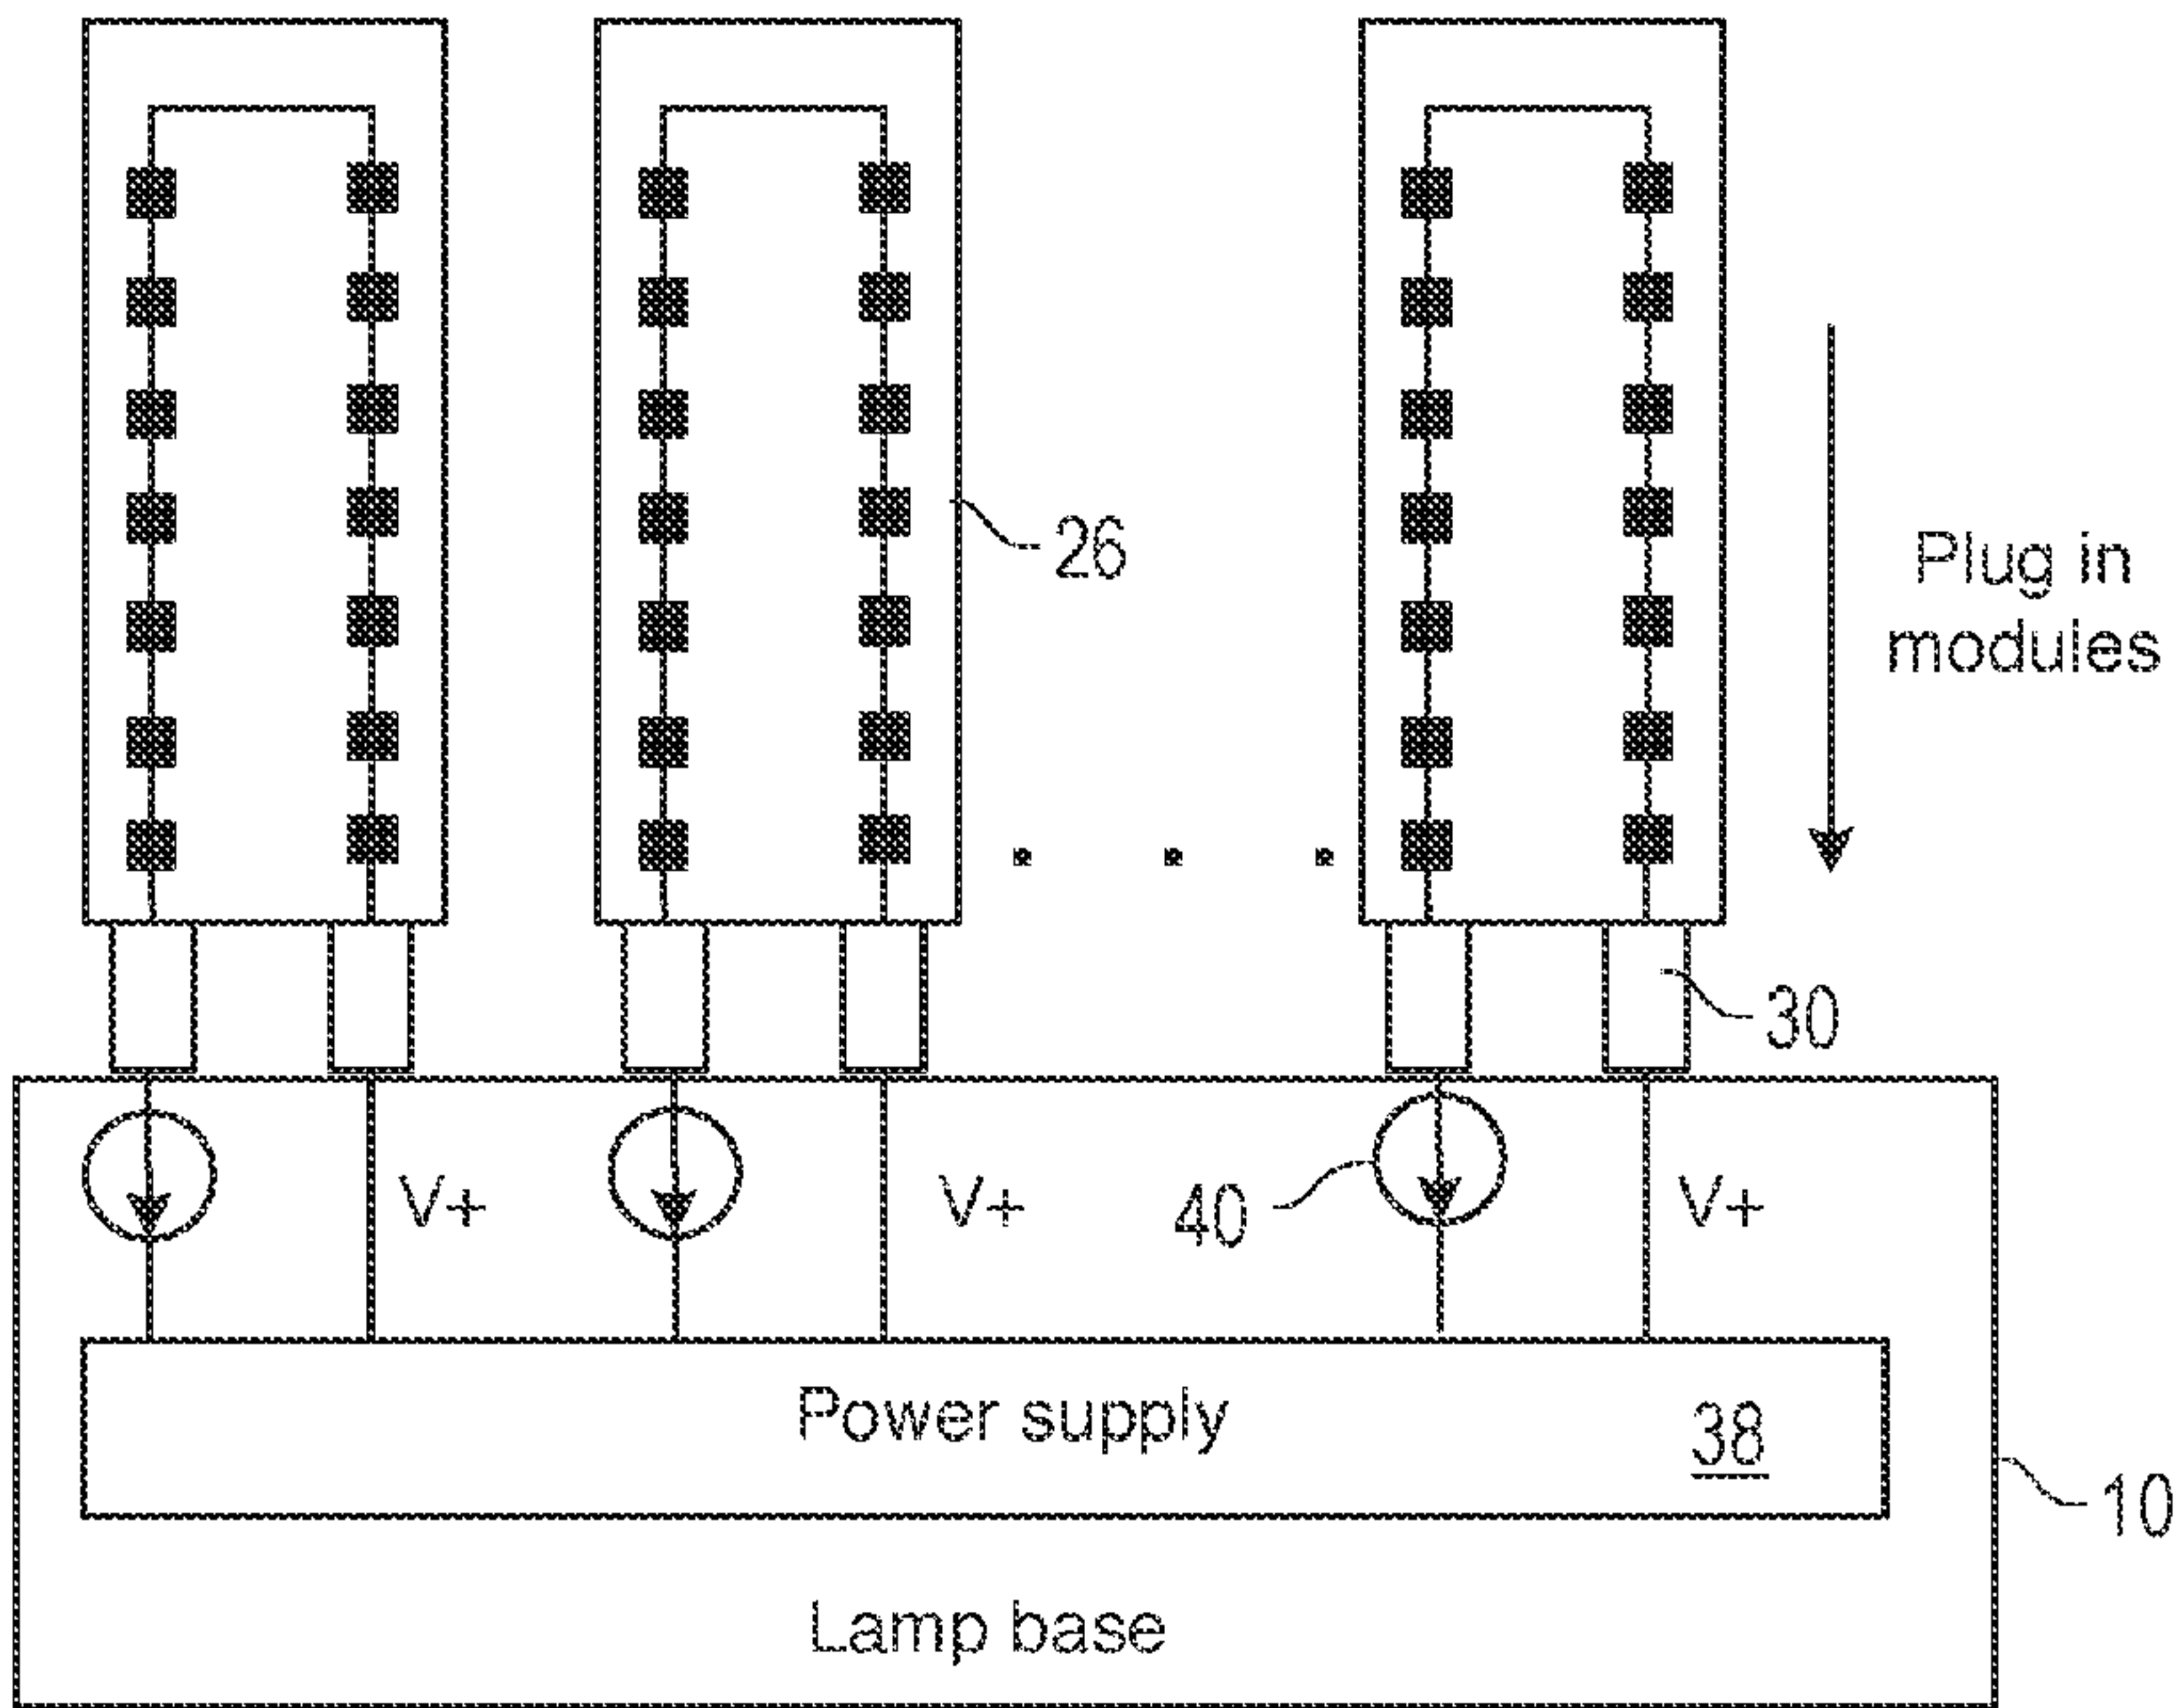 26
Plug in
modules
30
V+
V+
40
V+
Power supply
38
10
Lamp base